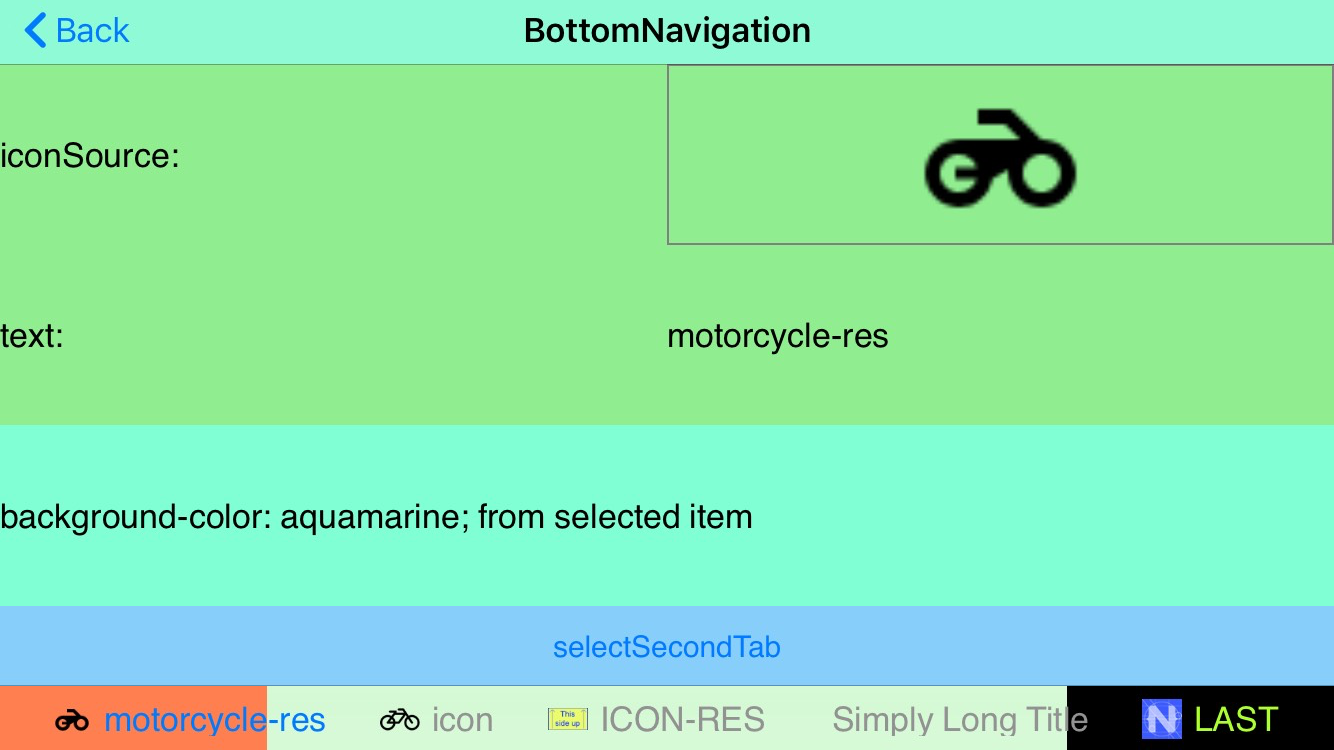 Back
BottomNavigation
iconSource:
text:
motorcycle-res
background-color: aquamarine; from selected item
selectSecondTab
motorcycle-res
icon
This
side up
ICON-RES
Simply Long Title
N
LAST